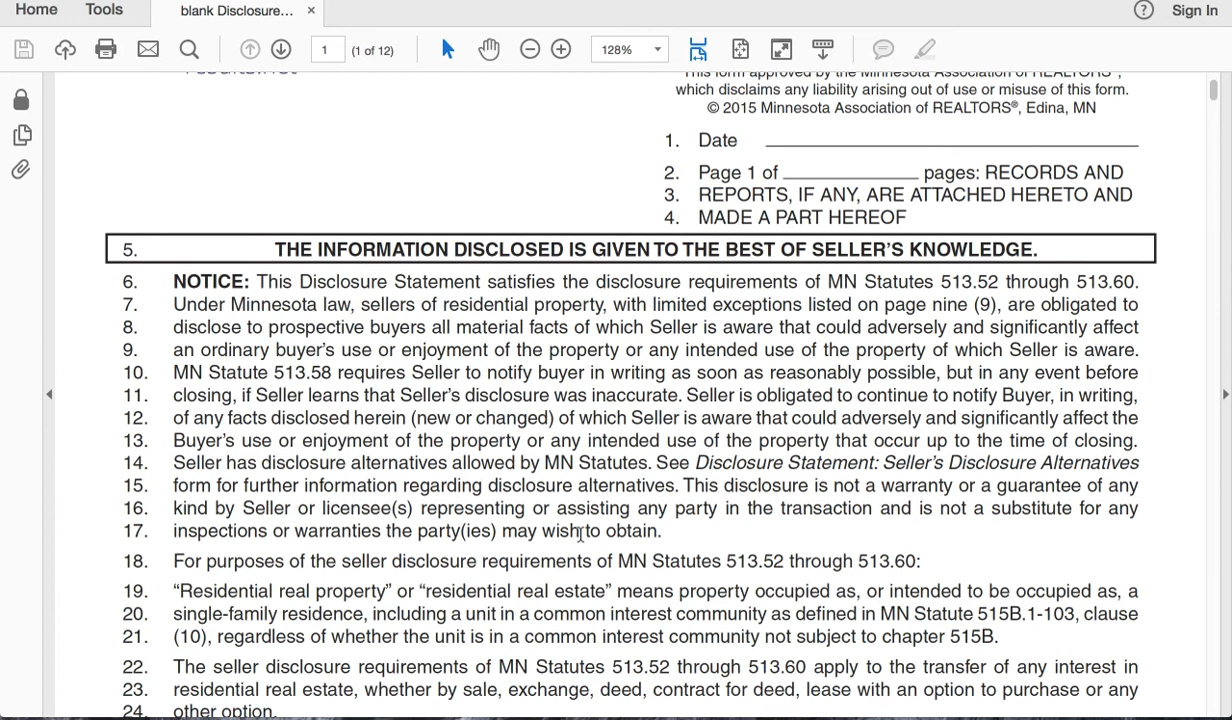 Home Tools blank Disclosure... × Sign In
1 (1 of 12) 128%
This form approved by the Minnesota Association of REALTORS®,
which disclaims any liability arising out of use or misuse of this form.
© 2015 Minnesota Association of REALTORS®, Edina, MN
1. Date
2. Page 1 of pages: RECORDS AND
3. REPORTS, IF ANY, ARE ATTACHED HERETO AND
4. MADE A PART HEREOF
5. THE INFORMATION DISCLOSED IS GIVEN TO THE BEST OF SELLER'S KNOWLEDGE.
6. NOTICE: This Disclosure Statement satisfies the disclosure requirements of MN Statutes 513.52 through 513.60.
7. Under Minnesota law, sellers of residential property, with limited exceptions listed on page nine (9), are obligated to
8. disclose to prospective buyers all material facts of which Seller is aware that could adversely and significantly affect
9. an ordinary buyer's use or enjoyment of the property or any intended use of the property of which Seller is aware.
10. MN Statute 513.58 requires Seller to notify buyer in writing as soon as reasonably possible, but in any event before
11. closing, if Seller learns that Seller's disclosure was inaccurate. Seller is obligated to continue to notify Buyer, in writing,
12. of any facts disclosed herein (new or changed) of which Seller is aware that could adversely and significantly affect the
13. Buyer's use or enjoyment of the property or any intended use of the property that occur up to the time of closing.
14. Seller has disclosure alternatives allowed by MN Statutes. See Disclosure Statement: Seller's Disclosure Alternatives
15. form for further information regarding disclosure alternatives. This disclosure is not a warranty or a guarantee of any
16. kind by Seller or licensee(s) representing or assisting any party in the transaction and is not a substitute for any
17. inspections or warranties the party(ies) may wish to obtain.
18. For purposes of the seller disclosure requirements of MN Statutes 513.52 through 513.60:
19. “Residential real property” or “residential real estate” means property occupied as, or intended to be occupied as, a
20. single-family residence, including a unit in a common interest community as defined in MN Statute 515B.1-103, clause
21. (10), regardless of whether the unit is in a common interest community not subject to chapter 515B.
22. The seller disclosure requirements of MN Statutes 513.52 through 513.60 apply to the transfer of any interest in
23. residential real estate, whether by sale, exchange, deed, contract for deed, lease with an option to purchase or any
24. other option.